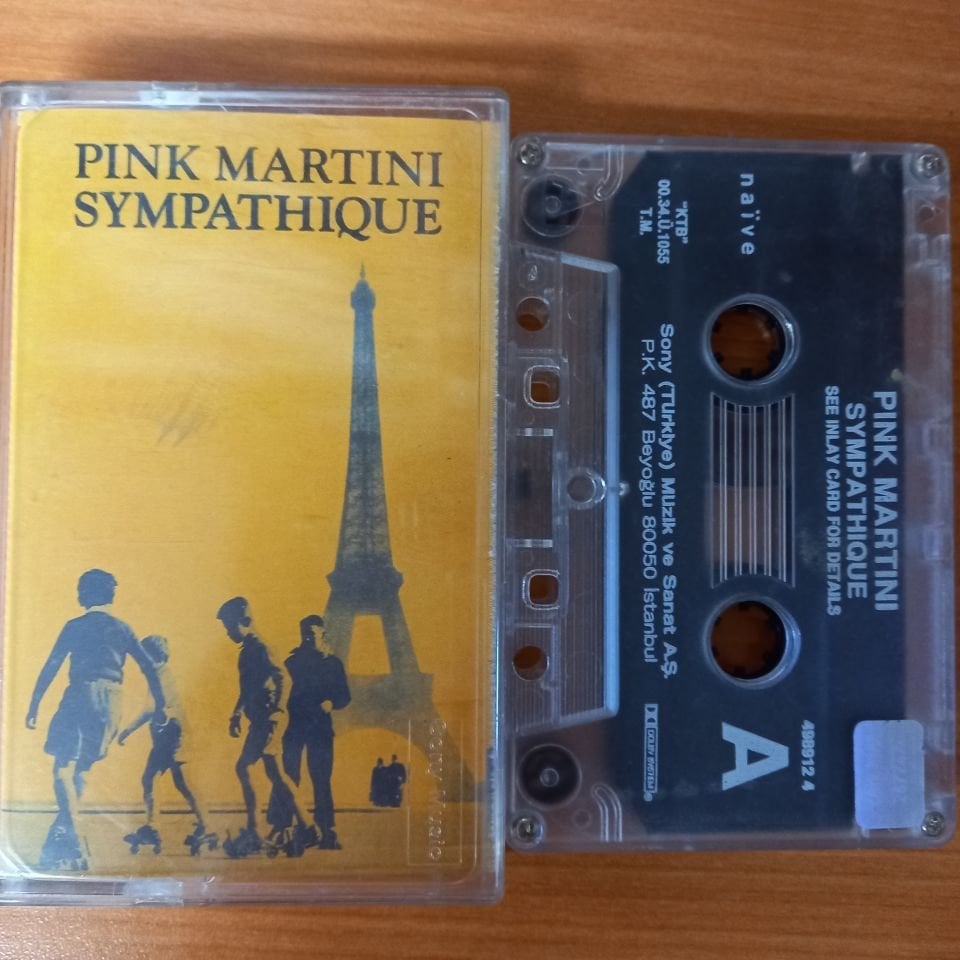 PINK MARTINI
SYMPATHIQUE
Sony Music
naïve
"KTB"
00.34.Ü.1055
T.M.
PINK MARTINI
SYMPATHIQUE
SEE INLAY CARD FOR DETAILS
Sony (Türkiye) Müzik ve Sanat A.Ş.
P.K. 487 Beyoğlu 80050 İstanbul
A
498912 4
DOLBY SYSTEM®